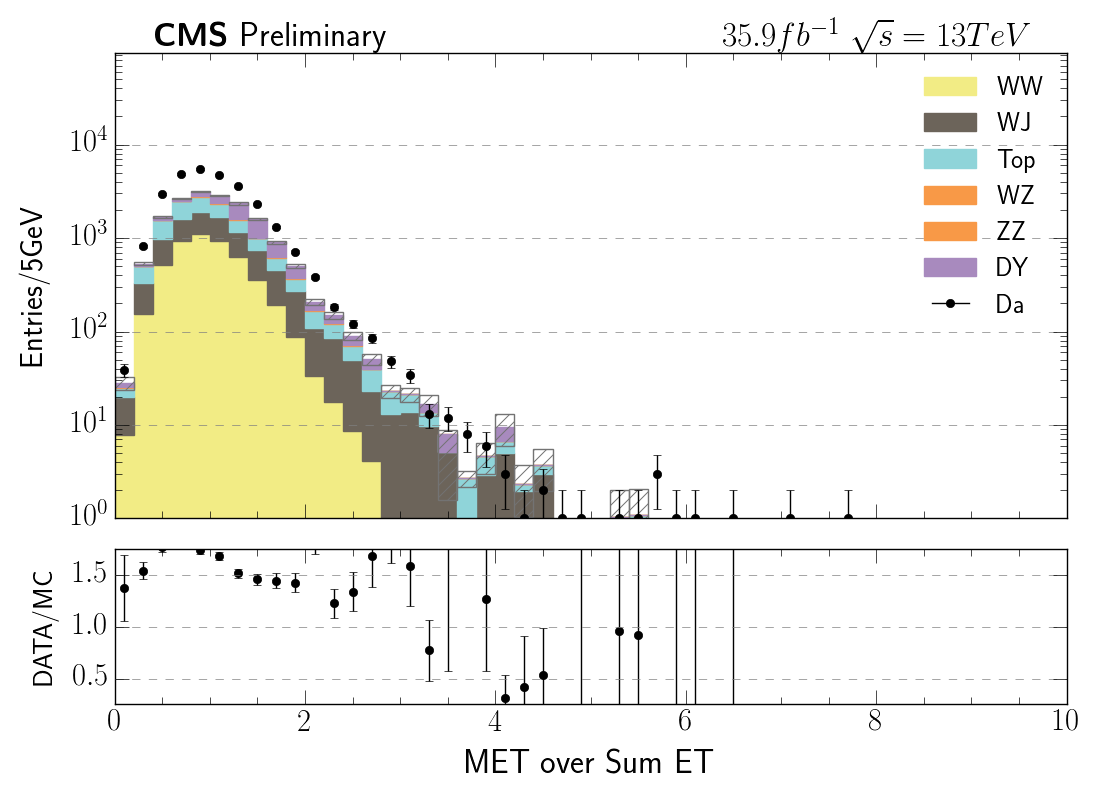 CMS Preliminary 35.9fb⁻¹ √s = 13TeV
Entries/5GeV
10⁴
10³
10²
10¹
10⁰
WW
WJ
Top
WZ
ZZ
DY
Da
DATA/MC
1.5
1.0
0.5
0 2 4 6 8 10
MET over Sum ET